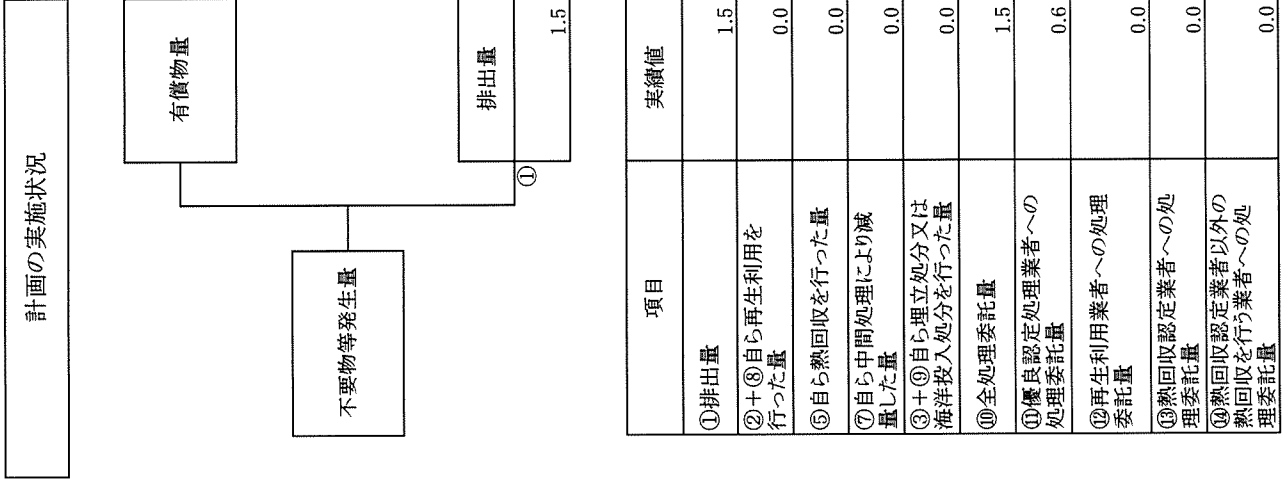 計画の実施状況
有償物量
不要物等発生量
排出量
①
1.5
項目
実績値
①排出量
1.5
②+⑧自ら再生利用を
行った量
0.0
⑤自ら熱回収を行った量
0.0
⑦自ら中間処理により減
量した量
0.0
③+⑨自ら埋立処分又は
海洋投入処分を行った量
0.0
⑩全処理委託量
1.5
⑪優良認定処理業者への
処理委託量
0.6
⑫再生利用業者への処理
委託量
0.0
⑬熱回収認定業者への処
理委託量
0.0
⑭熱回収認定業者以外の
熱回収を行う業者への処
理委託量
0.0